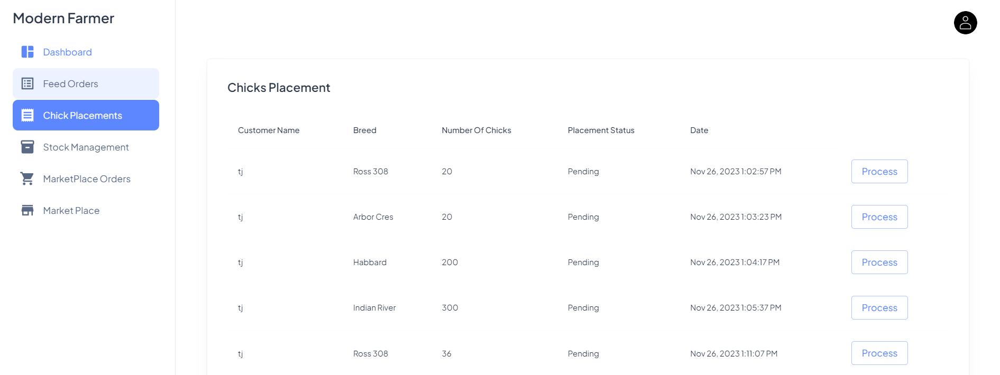 Modern Farmer
Dashboard
Feed Orders
Chick Placements
Stock Management
MarketPlace Orders
Market Place
Chicks Placement
Customer Name Breed Number Of Chicks Placement Status Date
tj Ross 308 20 Pending Nov 26, 2023 1:02:57 PM Process
tj Arbor Cres 20 Pending Nov 26, 2023 1:03:23 PM Process
tj Habbard 200 Pending Nov 26, 2023 1:04:17 PM Process
tj Indian River 300 Pending Nov 26, 2023 1:05:37 PM Process
tj Ross 308 36 Pending Nov 26, 2023 1:11:07 PM Process